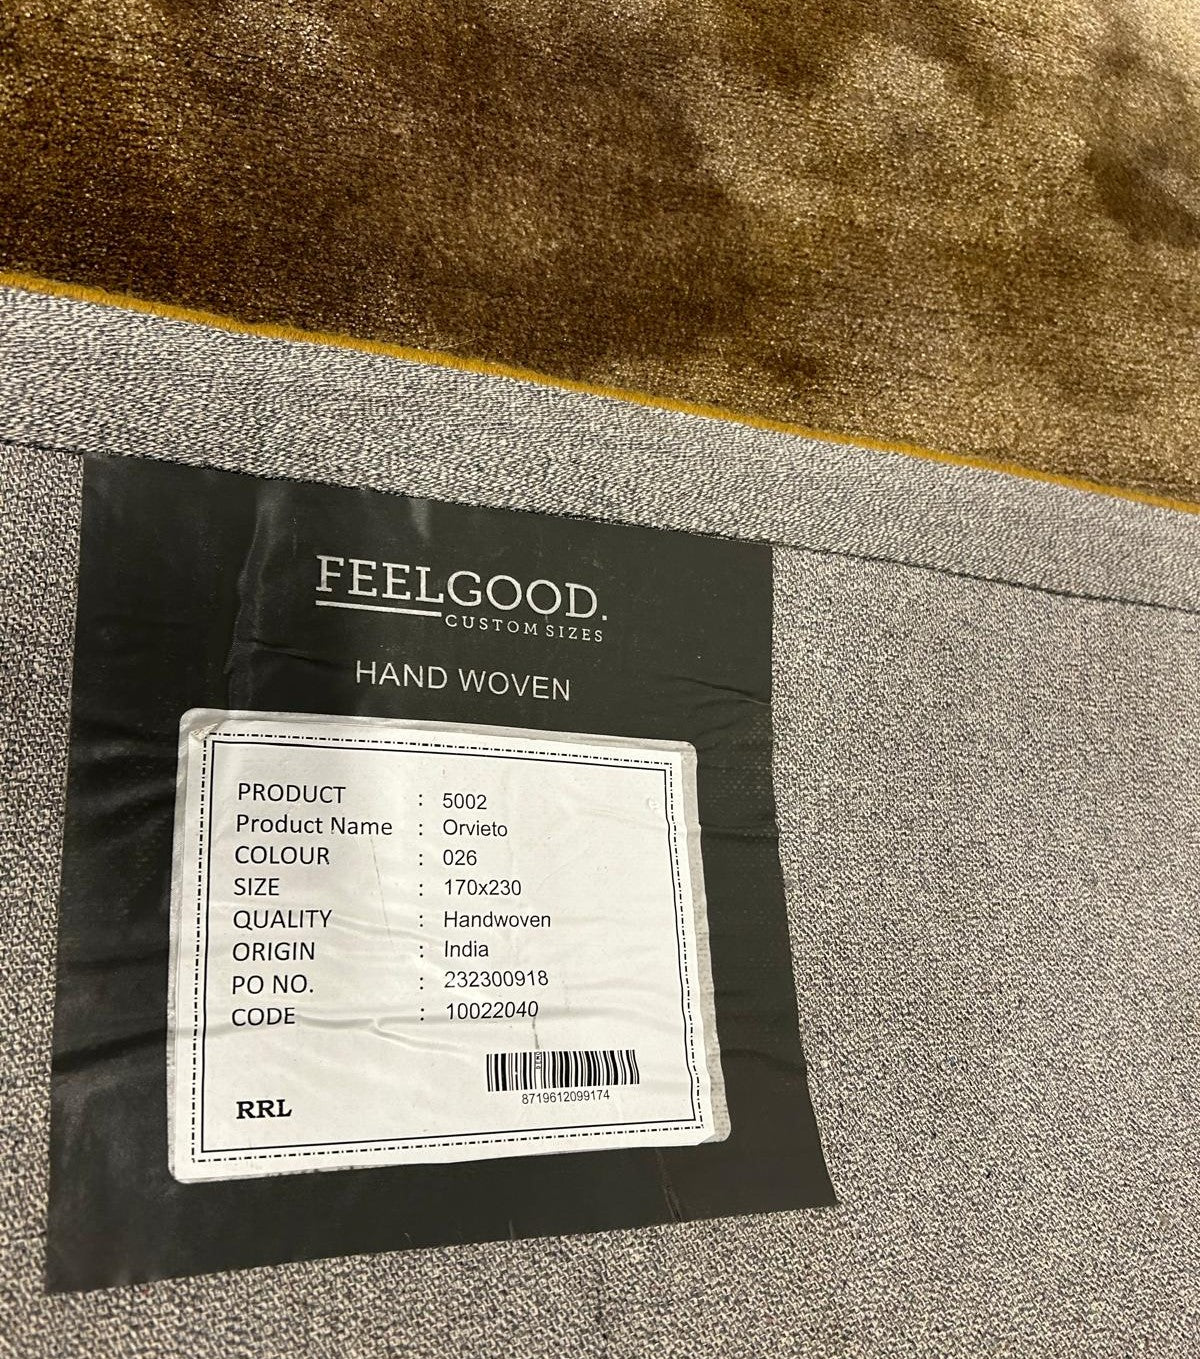 FEELGOOD.
CUSTOM SIZES
HAND WOVEN
PRODUCT : 5002
Product Name : Orvieto
COLOUR : 026
SIZE : 170x230
QUALITY : Handwoven
ORIGIN : India
PO NO. : 232300918
CODE : 10022040
8719612099174
RRL